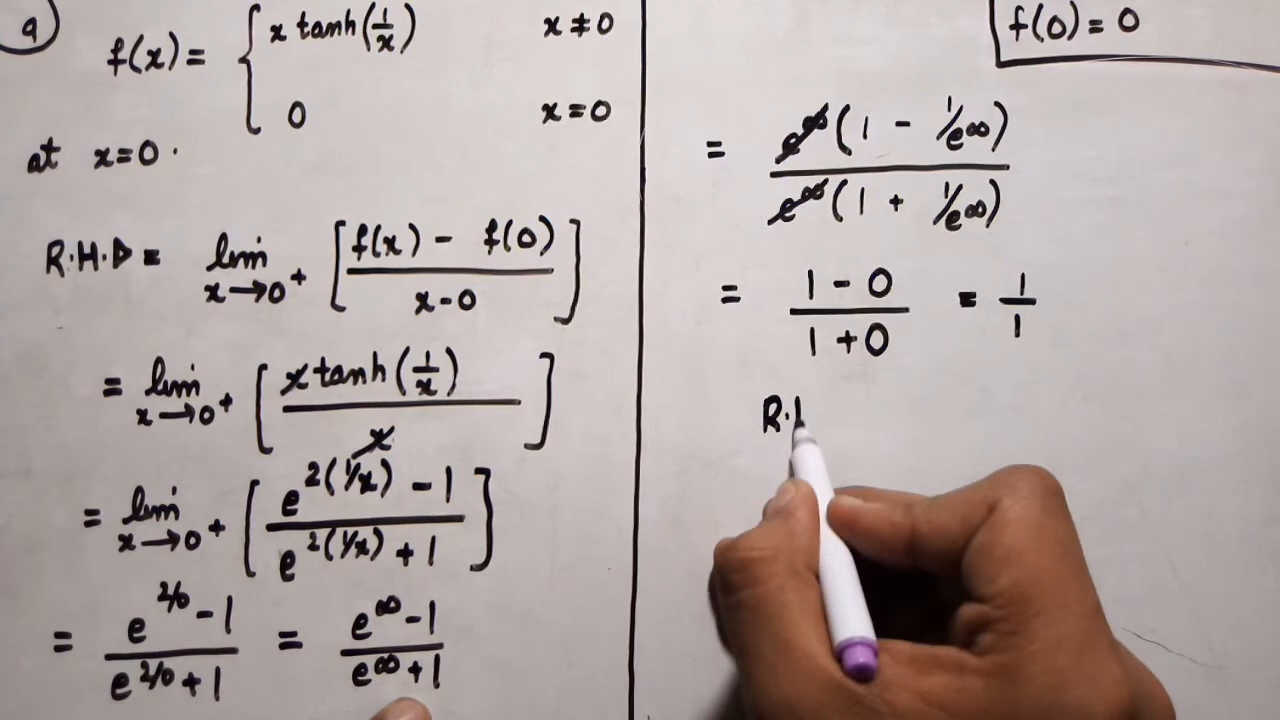 9
f(x) = { x tanh(1/x) x ≠ 0
0 x = 0
at x=0.
R.H.D = lim x→0⁺ [ f(x) - f(0) / x-0 ]
= lim x→0⁺ [ x tanh(1/x) / x ]
= lim x→0⁺ [ e^2(1/x) - 1 / e^2(1/x) + 1 ]
= e^2/0 - 1 / e^2/0 + 1 = e^∞ - 1 / e^∞ + 1
f(0) = 0
= e^∞ (1 - 1/e^∞) / e^∞ (1 + 1/e^∞)
= 1 - 0 / 1 + 0 = 1/1
R.